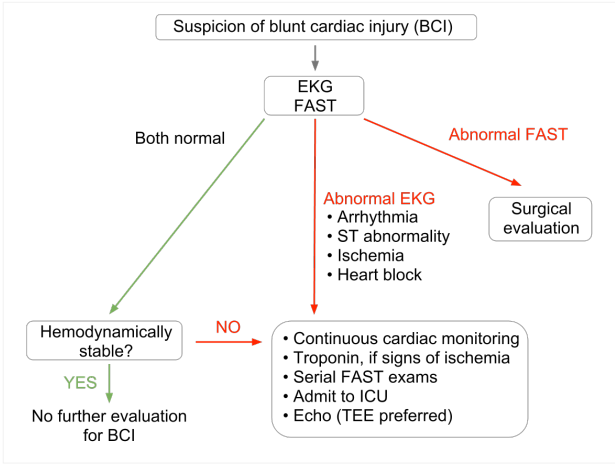 Suspicion of blunt cardiac injury (BCI)
EKG
FAST
Both normal
Abnormal FAST
Abnormal EKG
• Arrhythmia
• ST abnormality
• Ischemia
• Heart block
Surgical
evaluation
Hemodynamically
stable?
NO
YES
No further evaluation
for BCI
• Continuous cardiac monitoring
• Troponin, if signs of ischemia
• Serial FAST exams
• Admit to ICU
• Echo (TEE preferred)